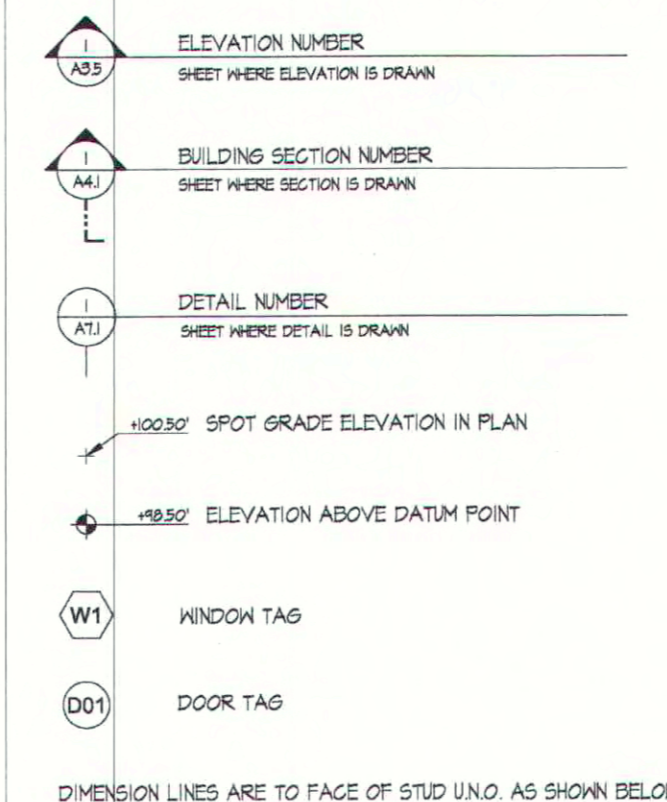 1
ELEVATION NUMBER
A3.5
SHEET WHERE ELEVATION IS DRAWN
1
BUILDING SECTION NUMBER
A4.1
SHEET WHERE SECTION IS DRAWN
1
DETAIL NUMBER
A7.1
SHEET WHERE DETAIL IS DRAWN
+100.50' SPOT GRADE ELEVATION IN PLAN
+98.50' ELEVATION ABOVE DATUM POINT
W1 WINDOW TAG
D01 DOOR TAG
DIMENSION LINES ARE TO FACE OF STUD U.N.O. AS SHOWN BELO